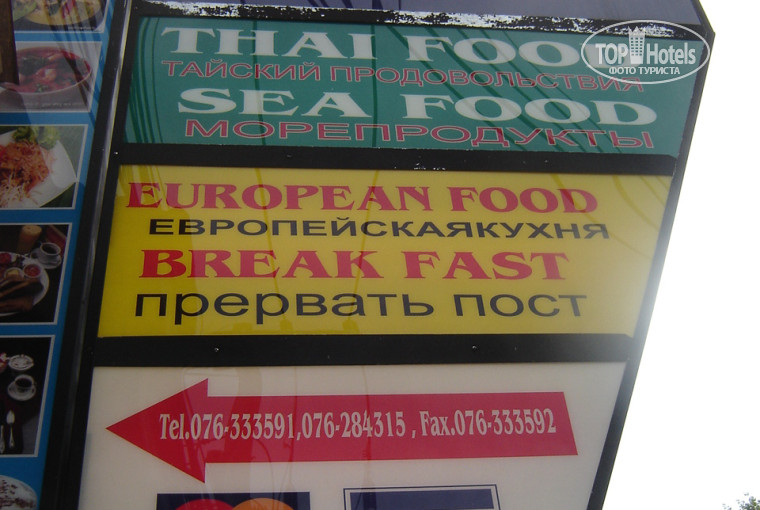 THAI FOOD
ТАЙСКИЙ ПРОДОВОЛЬСТВИЯ
SEA FOOD
МОРЕПРОДУКТЫ
EUROPEAN FOOD
ЕВРОПЕЙСКАЯКУХНЯ
BREAK FAST
прервать пост
Tel.076-333591,076-284315 , Fax.076-333592
TOP Hotels
ФОТО ТУРИСТА